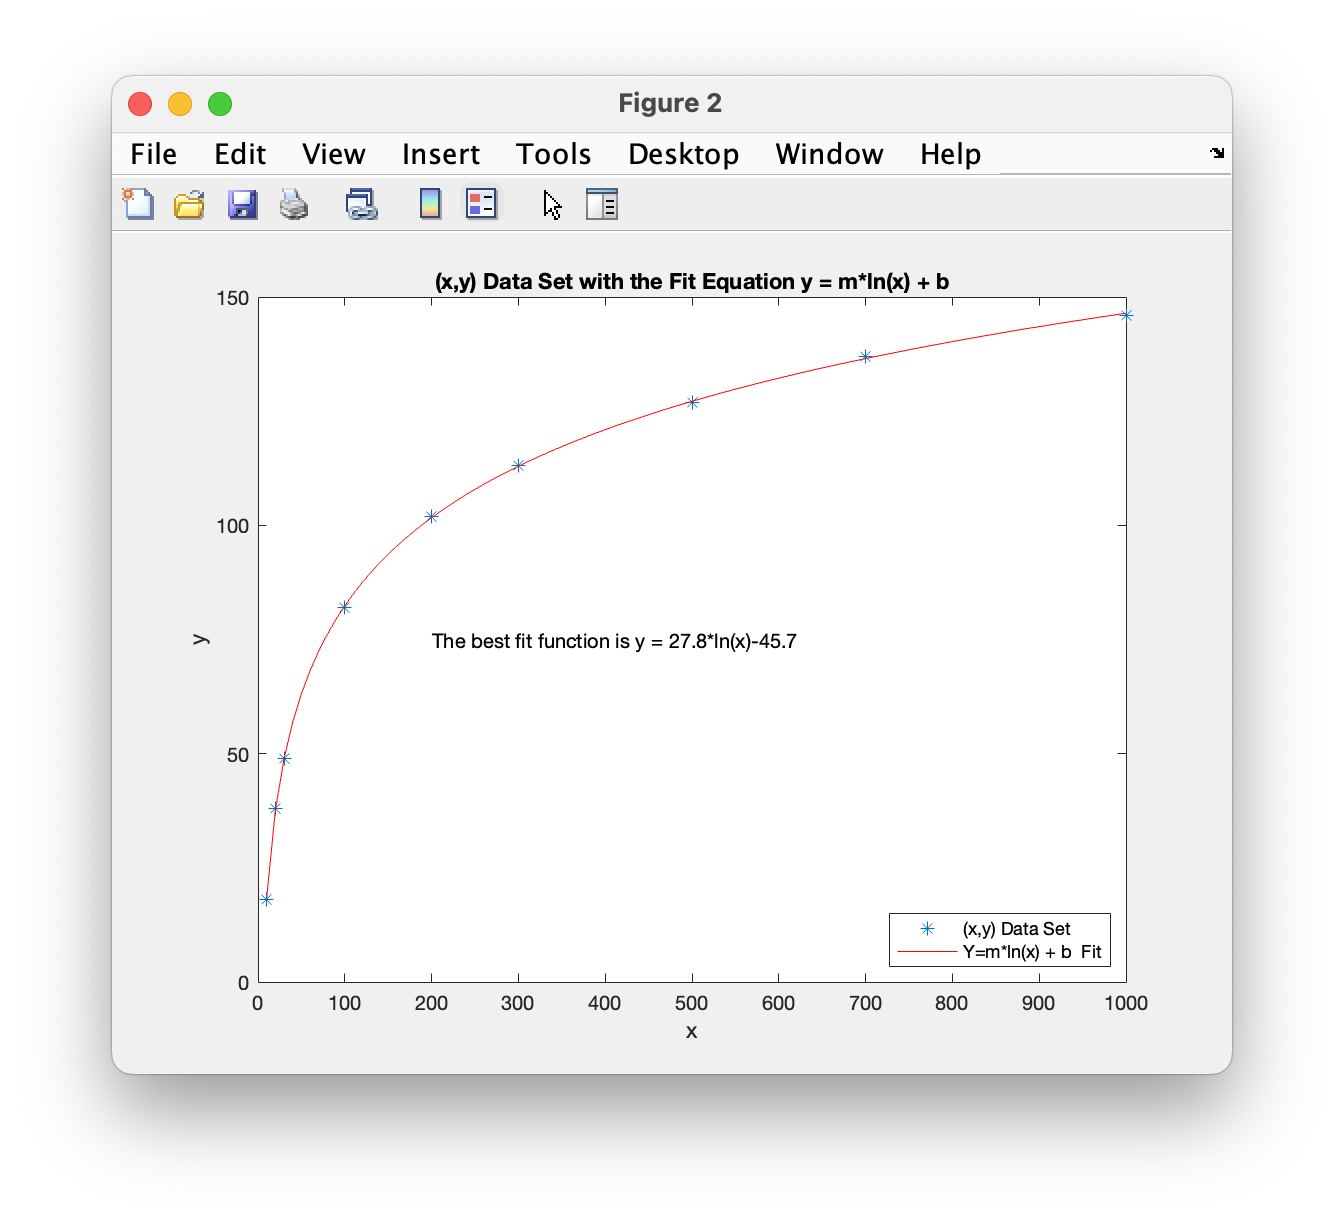 Figure 2
File Edit View Insert Tools Desktop Window Help
(x,y) Data Set with the Fit Equation y = m*ln(x) + b
150
100
y
The best fit function is y = 27.8*ln(x)-45.7
50
(x,y) Data Set
Y=m*ln(x) + b  Fit
0
0 100 200 300 400 500 600 700 800 900 1000
x